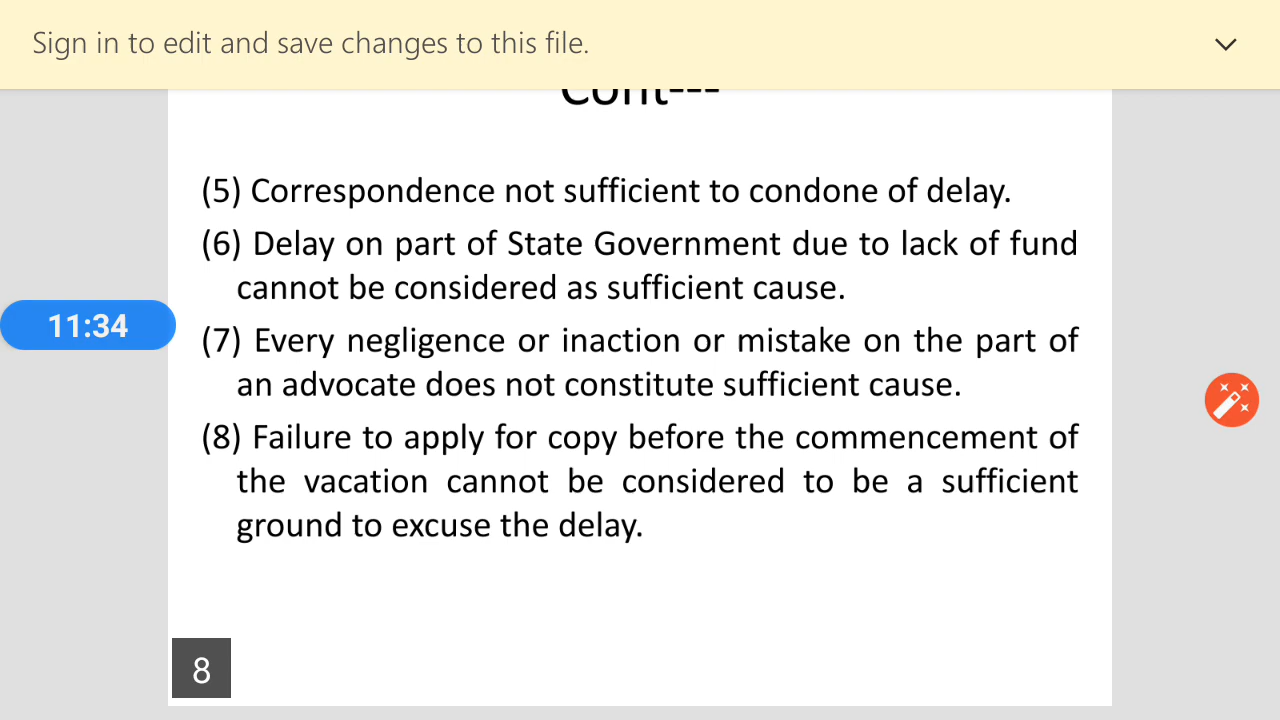 Sign in to edit and save changes to this file.
Cont---
(5) Correspondence not sufficient to condone of delay.
(6) Delay on part of State Government due to lack of fund
cannot be considered as sufficient cause.
11:34
(7) Every negligence or inaction or mistake on the part of
an advocate does not constitute sufficient cause.
(8) Failure to apply for copy before the commencement of
the vacation cannot be considered to be a sufficient
ground to excuse the delay.
8